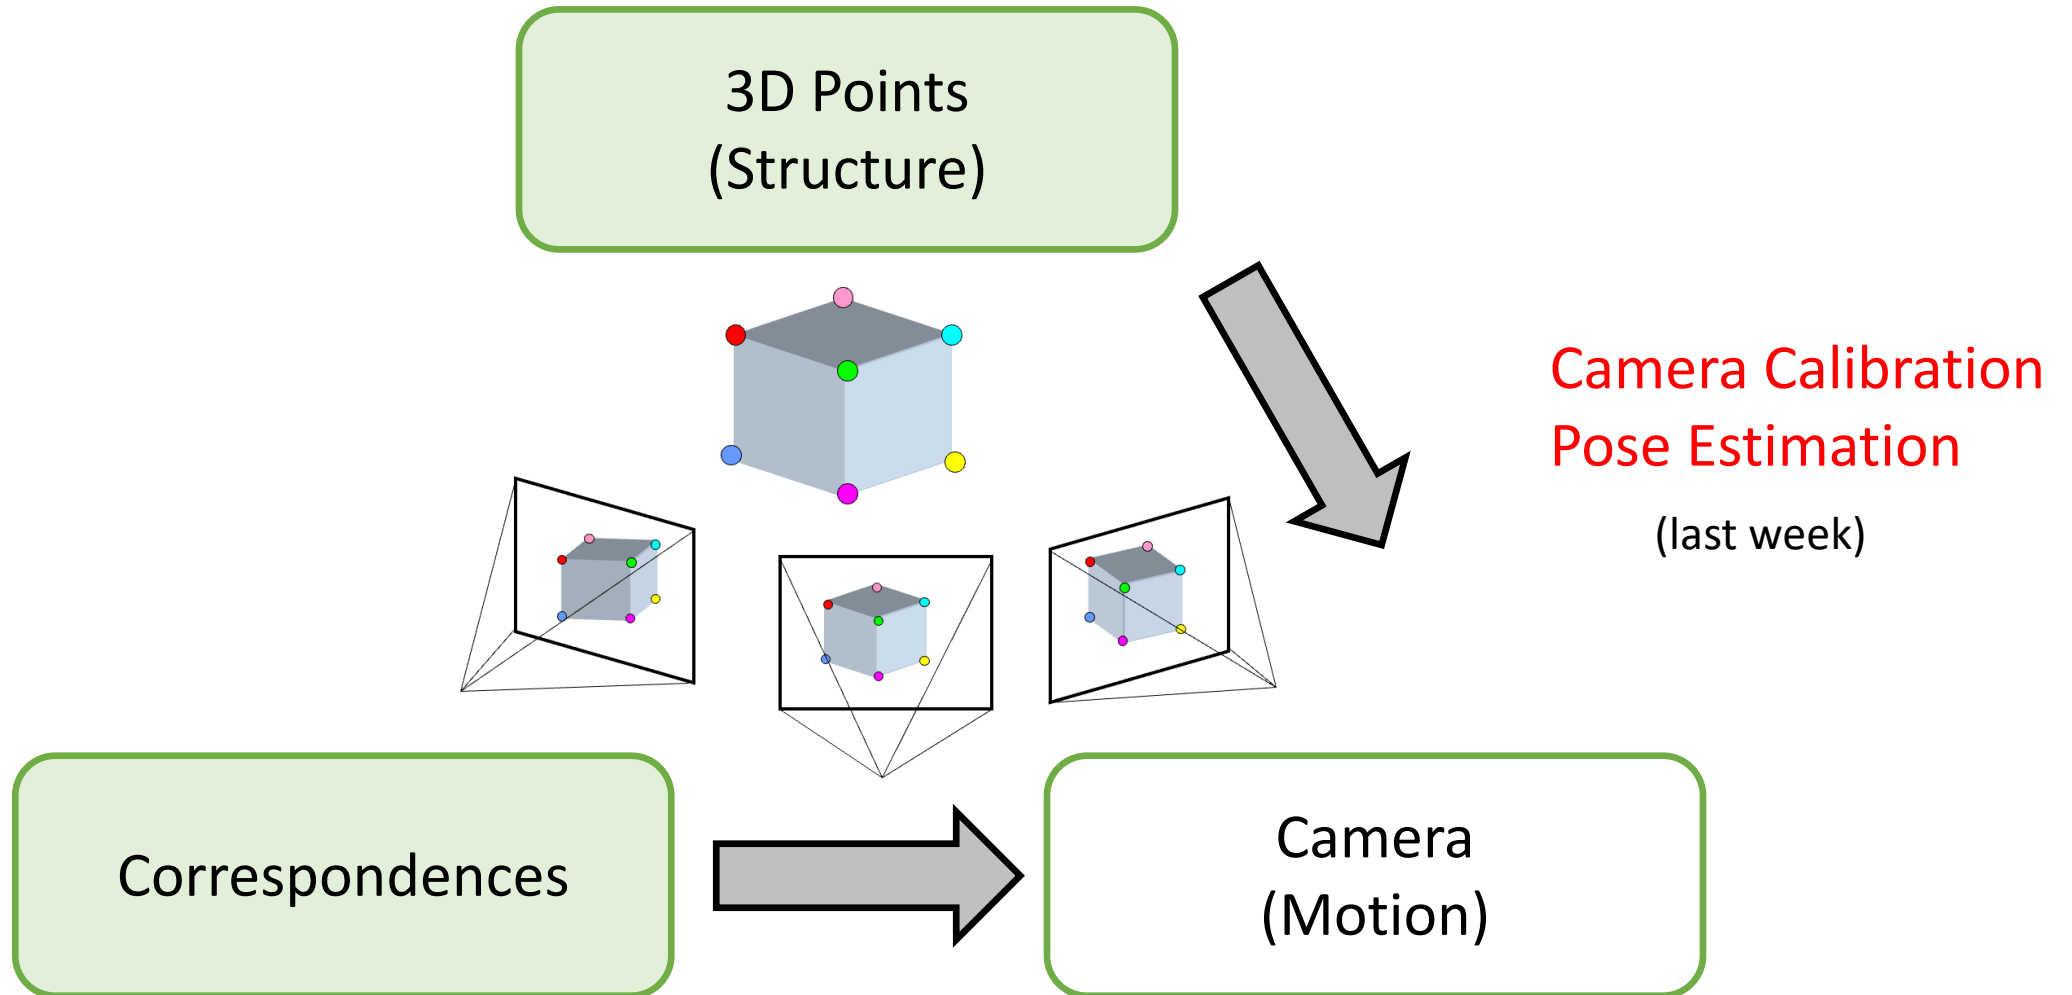 3D Points
(Structure)
Camera Calibration
Pose Estimation
(last week)
Correspondences
Camera
(Motion)